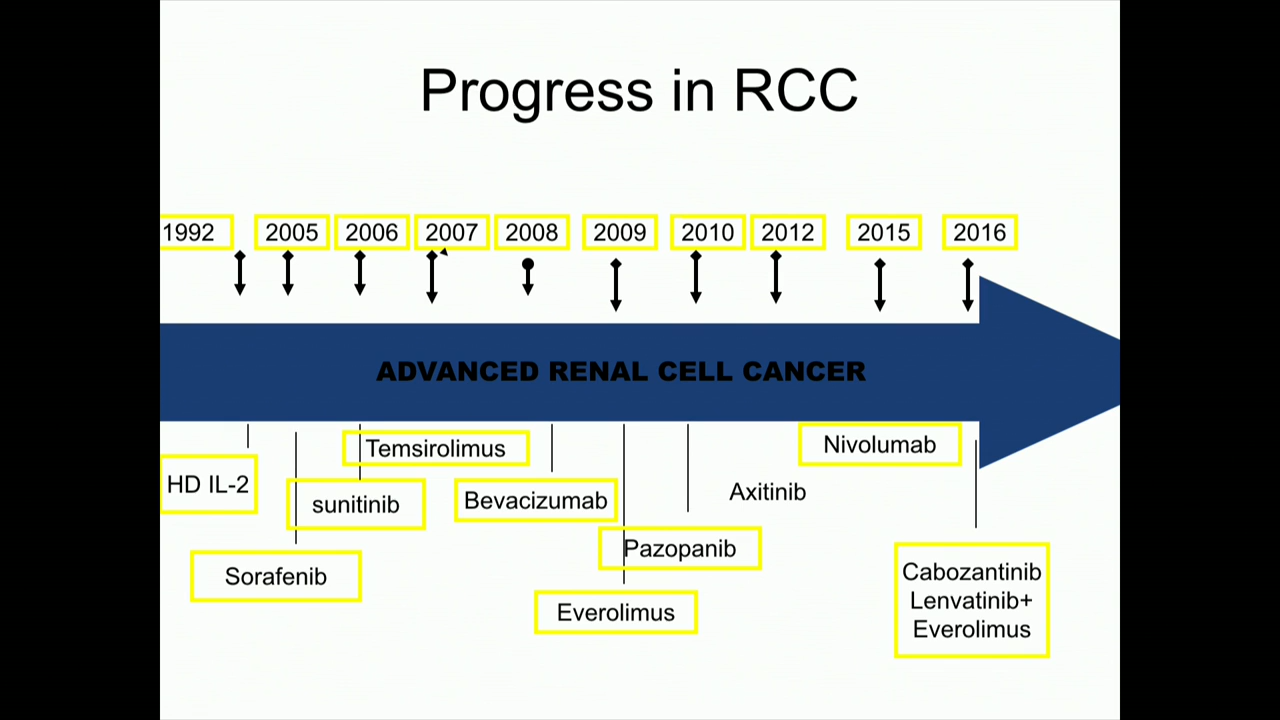 Progress in RCC
1992 2005 2006 2007 2008 2009 2010 2012 2015 2016
ADVANCED RENAL CELL CANCER
Temsirolimus
Nivolumab
HD IL-2
sunitinib
Bevacizumab
Axitinib
Pazopanib
Sorafenib
Everolimus
Cabozantinib
Lenvatinib+
Everolimus